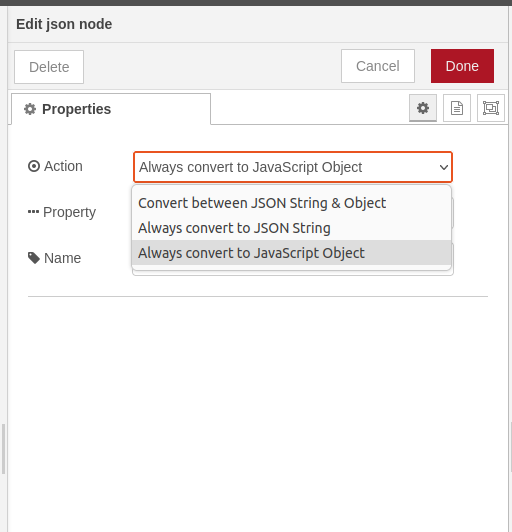 Edit json node
Delete
Cancel
Done
Properties
Action
Always convert to JavaScript Object
Convert between JSON String & Object
Property
Always convert to JSON String
Name
Always convert to JavaScript Object